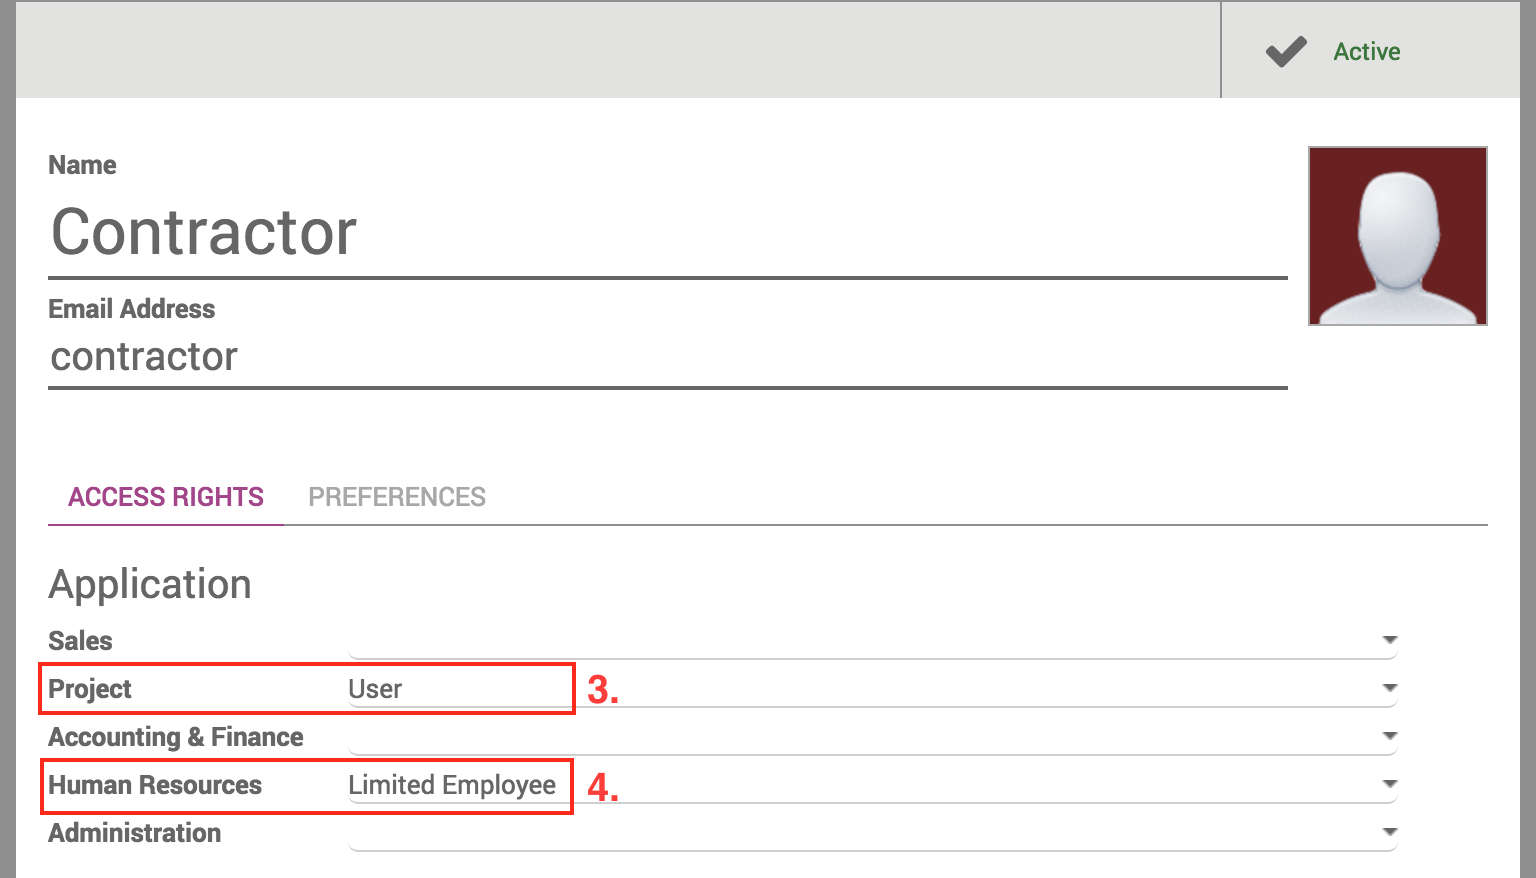 Active
Name
Contractor
Email Address
contractor
ACCESS RIGHTS PREFERENCES
Application
Sales
Project User 3.
Accounting & Finance
Human Resources Limited Employee 4.
Administration